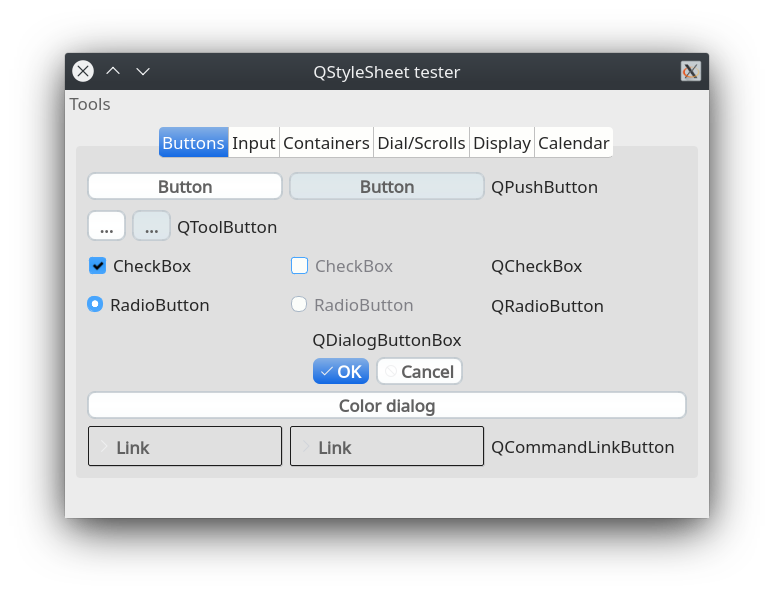 QStyleSheet tester
Tools
Buttons Input Containers Dial/Scrolls Display Calendar
Button Button QPushButton
... ... QToolButton
CheckBox CheckBox QCheckBox
RadioButton RadioButton QRadioButton
QDialogButtonBox
OK Cancel
Color dialog
Link Link QCommandLinkButton